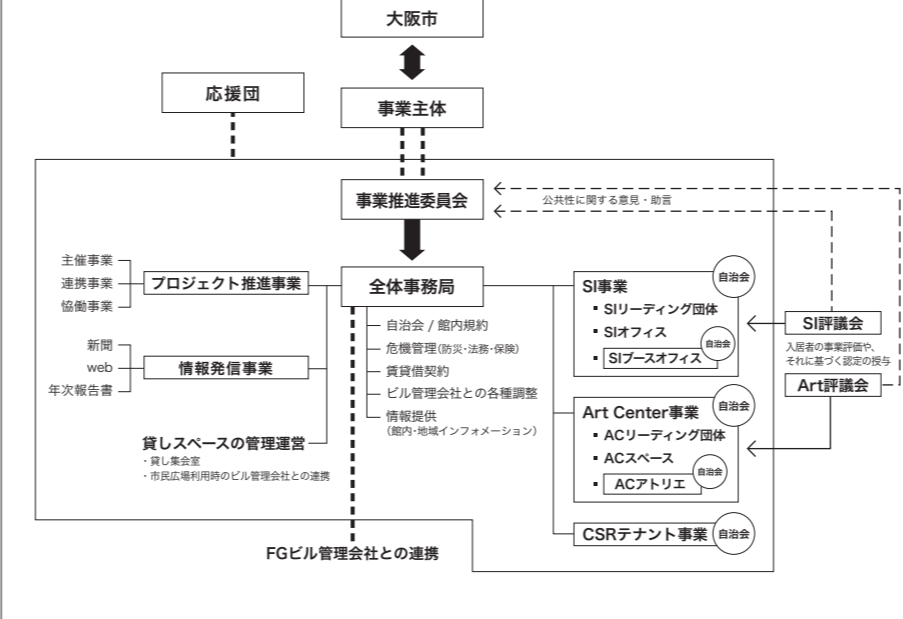 大阪市
応援団
事業主体
事業推進委員会
公共性に関する意見・助言
主催事業
連携事業
協働事業
プロジェクト推進事業
全体事務局
自治会 / 館内規約
危機管理(防災・法務・保険)
賃貸借契約
ビル管理会社との各種調整
情報提供
(館内・地域インフォメーション)
新聞
web
年次報告書
情報発信事業
貸しスペースの管理運営
・貸し集会室
・市民広場利用時のビル管理会社との連携
FGビル管理会社との連携
SI事業
自治会
▪ SIリーディング団体
▪ SIオフィス
▪ SIブースオフィス
自治会
Art Center事業
自治会
▪ ACリーディング団体
▪ ACスペース
▪ ACアトリエ
自治会
CSRテナント事業
自治会
SI評議会
入居者の事業評価や、
それに基づく認定の授与
Art評議会